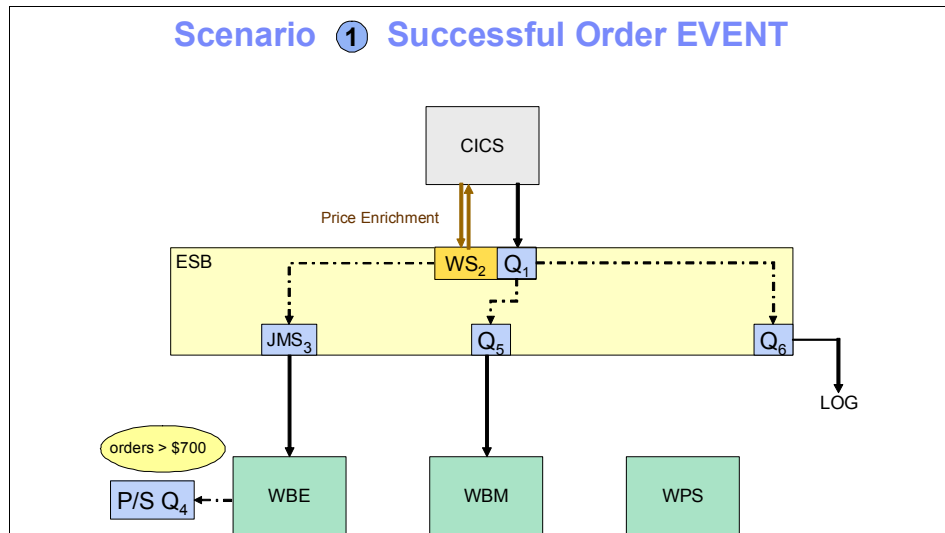 Scenario 1 Successful Order EVENT
CICS
Price Enrichment
ESB
WS2
Q1
JMS3
Q5
Q6
LOG
orders > $700
P/S Q4
WBE
WBM
WPS